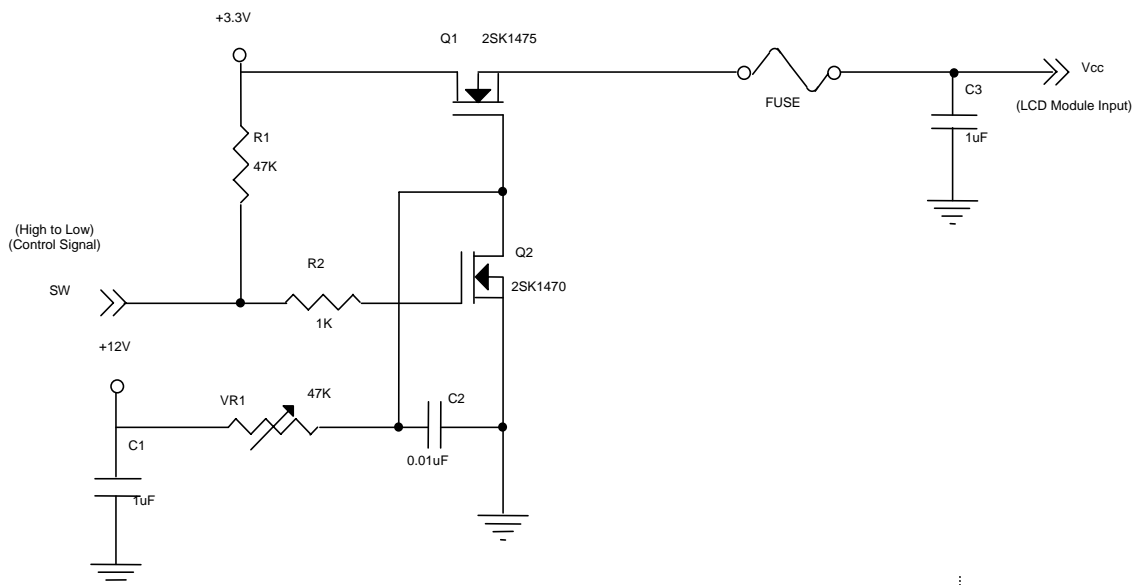 +3.3V
Q1 2SK1475
Vcc
FUSE
C3
(LCD Module Input)
1uF
R1
47K
(High to Low)
(Control Signal)
SW
R2
1K
Q2
2SK1470
+12V
VR1
47K
C2
0.01uF
C1
1uF